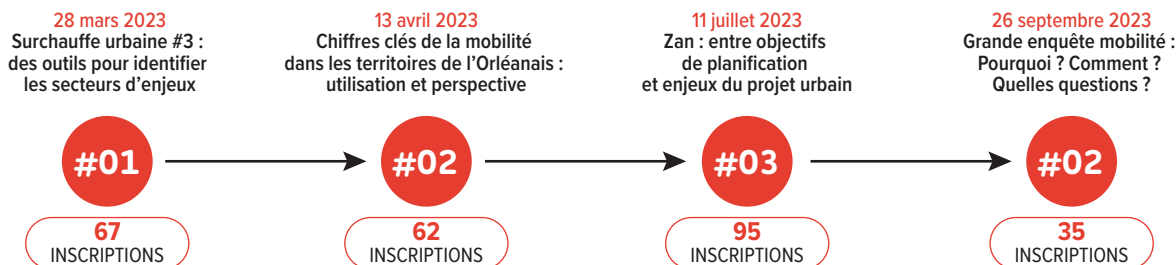 28 mars 2023
Surchauffe urbaine #3 :
des outils pour identifier
les secteurs d'enjeux
#01
67
INSCRIPTIONS
13 avril 2023
Chiffres clés de la mobilité
dans les territoires de l'Orléanais :
utilisation et perspective
#02
62
INSCRIPTIONS
11 juillet 2023
Zan : entre objectifs
de planification
et enjeux du projet urbain
#03
95
INSCRIPTIONS
26 septembre 2023
Grande enquête mobilité :
Pourquoi ? Comment ?
Quelles questions ?
#02
35
INSCRIPTIONS